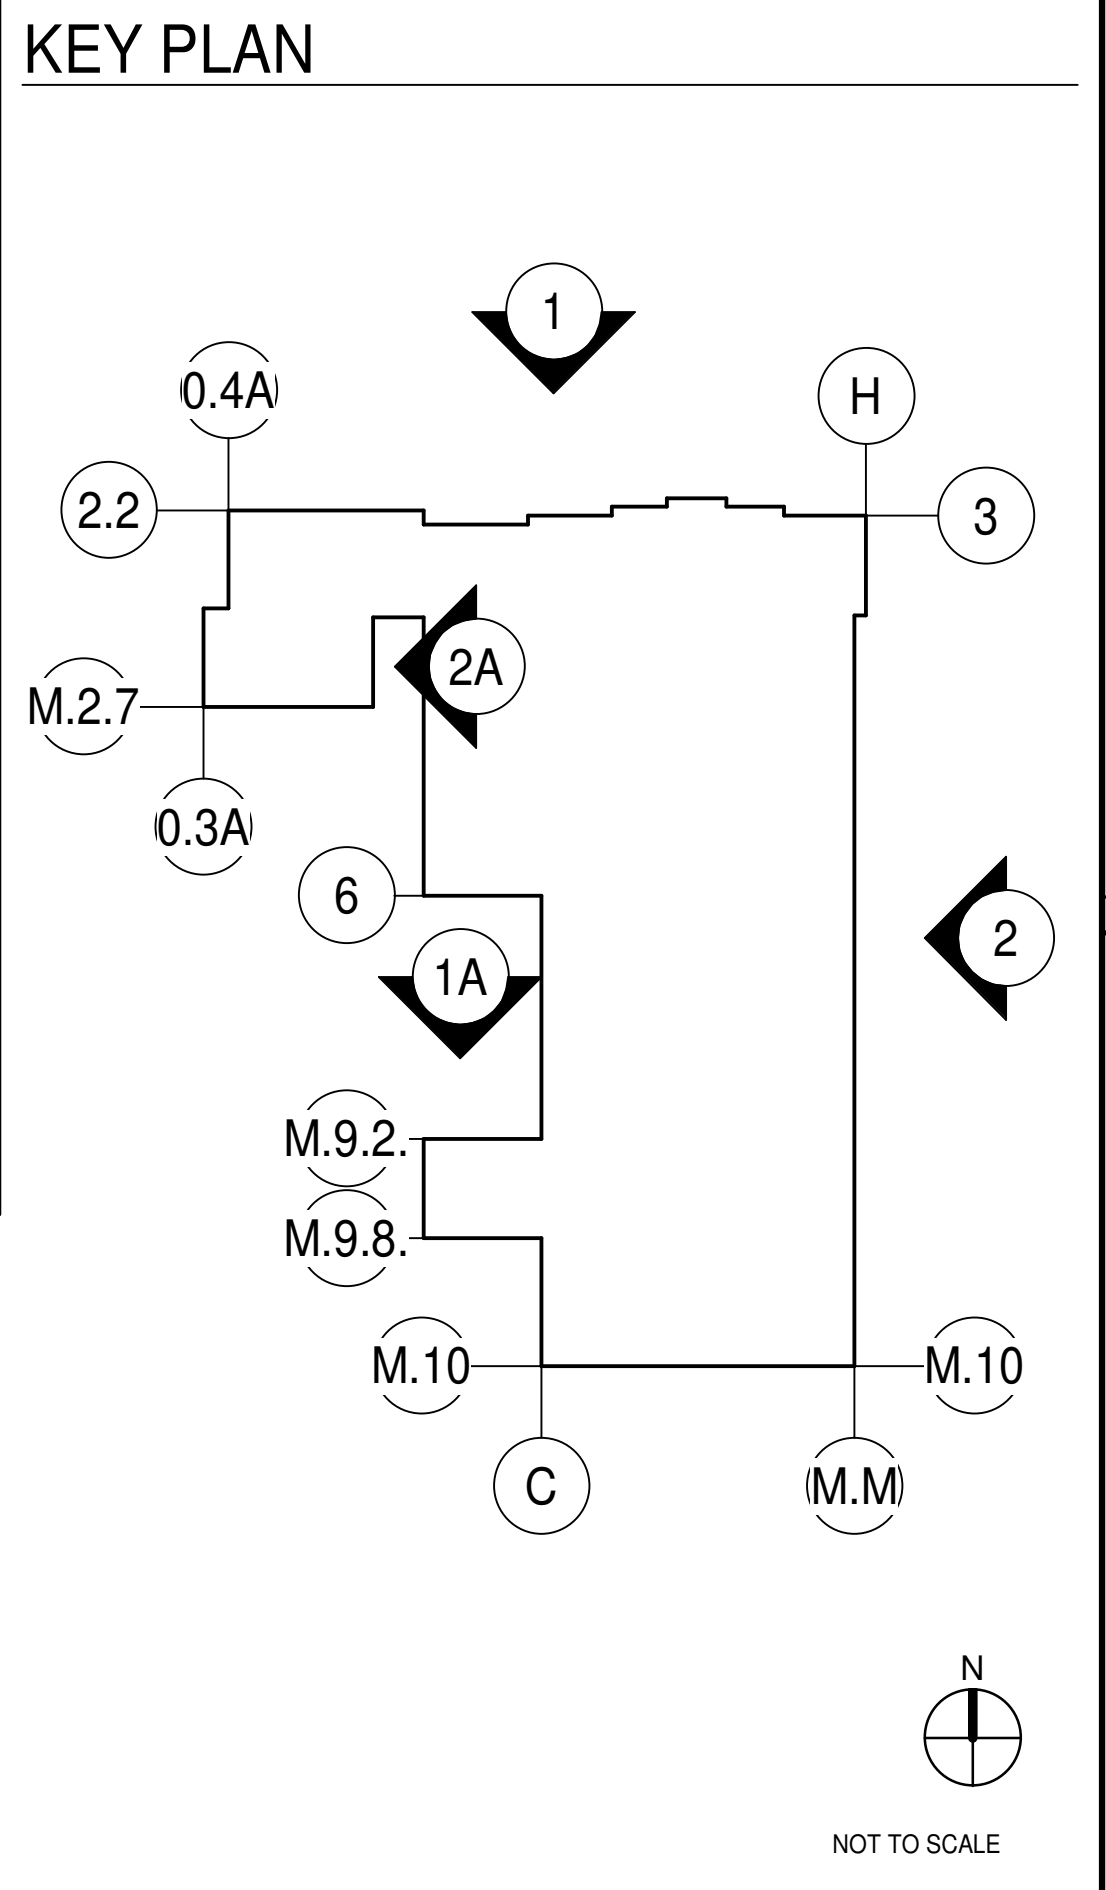 KEY PLAN
1
0.4A
H
2.2
3
2A
M.2.7
0.3A
6
2
1A
M.9.2.
M.9.8.
M.10
M.10
C
M.M
N
NOT TO SCALE